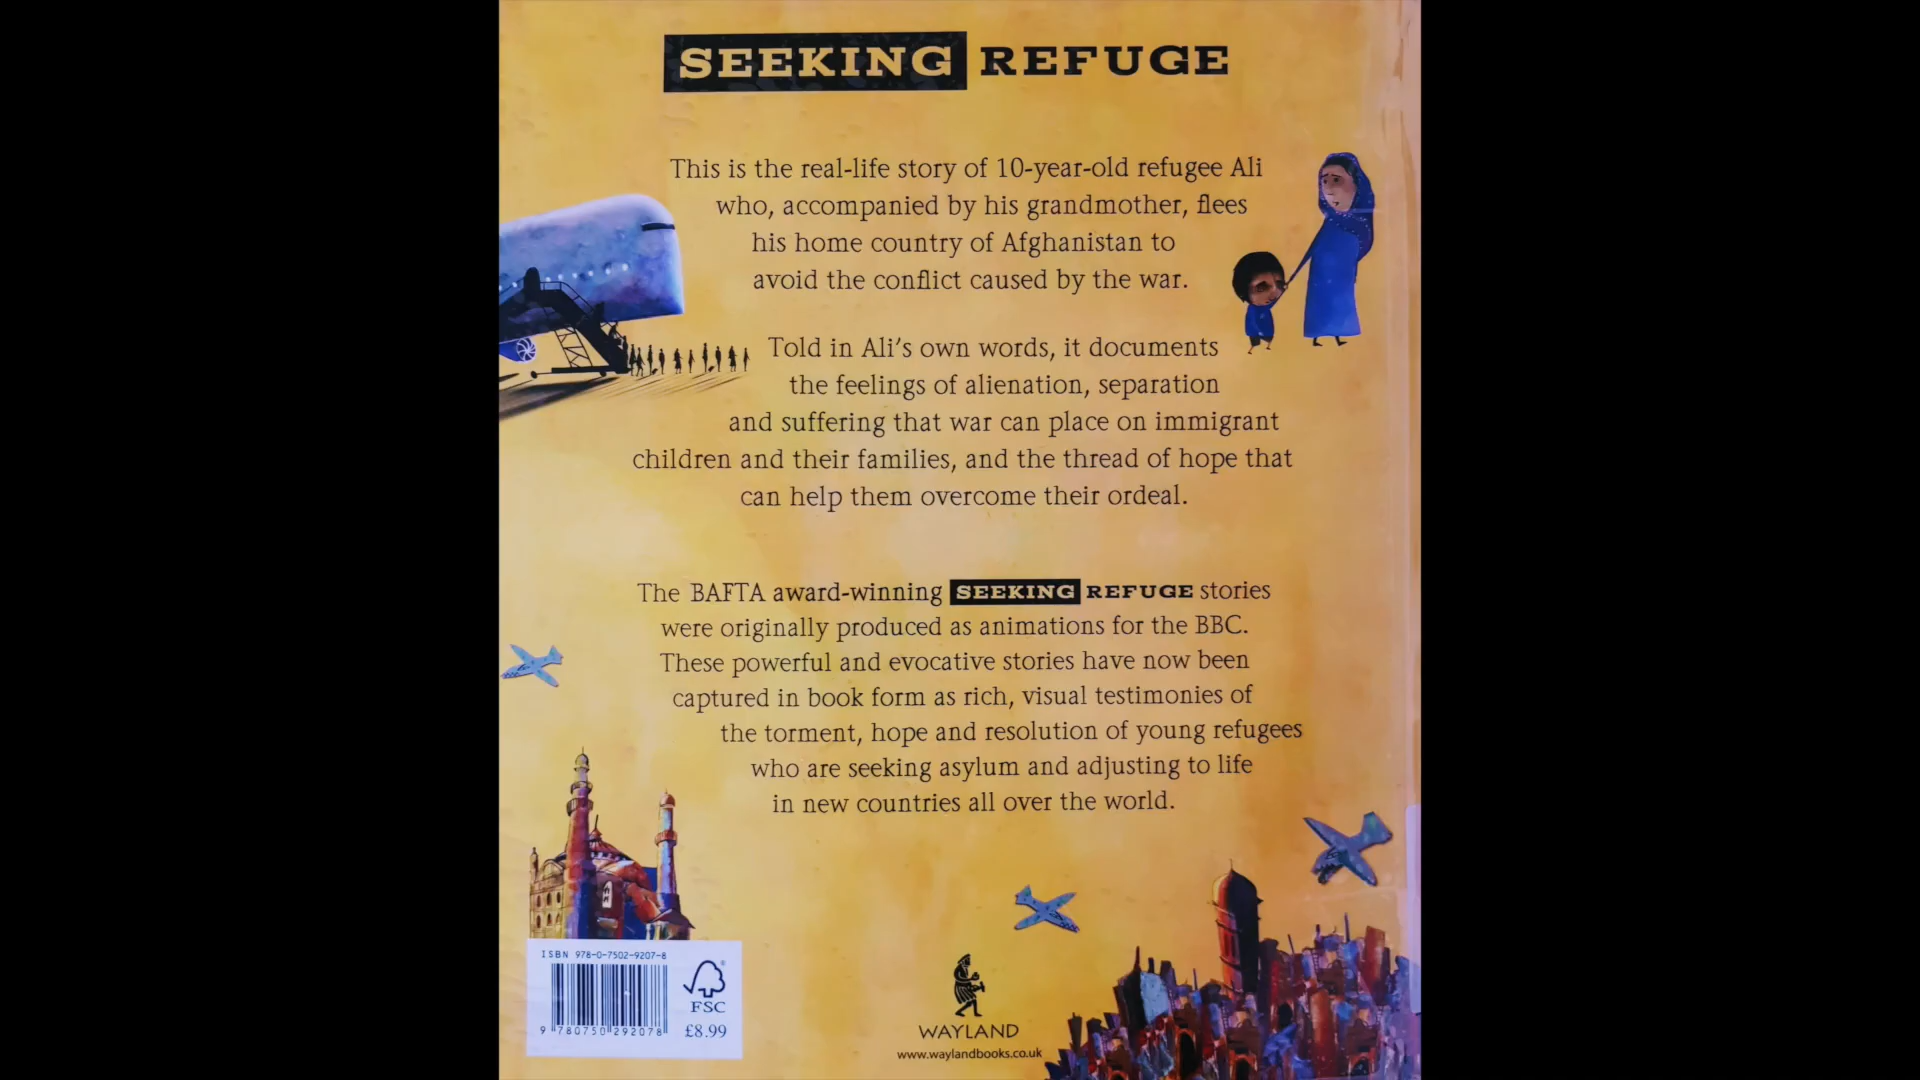 SEEKING REFUGE
This is the real-life story of 10-year-old refugee Ali
who, accompanied by his grandmother, flees
his home country of Afghanistan to
avoid the conflict caused by the war.
Told in Ali's own words, it documents
the feelings of alienation, separation
and suffering that war can place on immigrant
children and their families, and the thread of hope that
can help them overcome their ordeal.
The BAFTA award-winning SEEKING REFUGE stories
were originally produced as animations for the BBC.
These powerful and evocative stories have now been
captured in book form as rich, visual testimonies of
the torment, hope and resolution of young refugees
who are seeking asylum and adjusting to life
in new countries all over the world.
ISBN 978-0-7502-9207-8
FSC
9 780750 292078
£8.99
WAYLAND
www.waylandbooks.co.uk